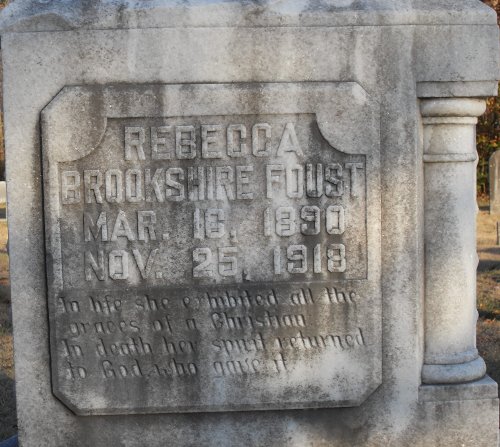 REBECCA
BROOKSHIRE FOUST
MAR. 16. 1890
NOV. 25, 1918
In life she exhibited all the
graces of a Christian
In death her spirit returned
to God, who gave it.